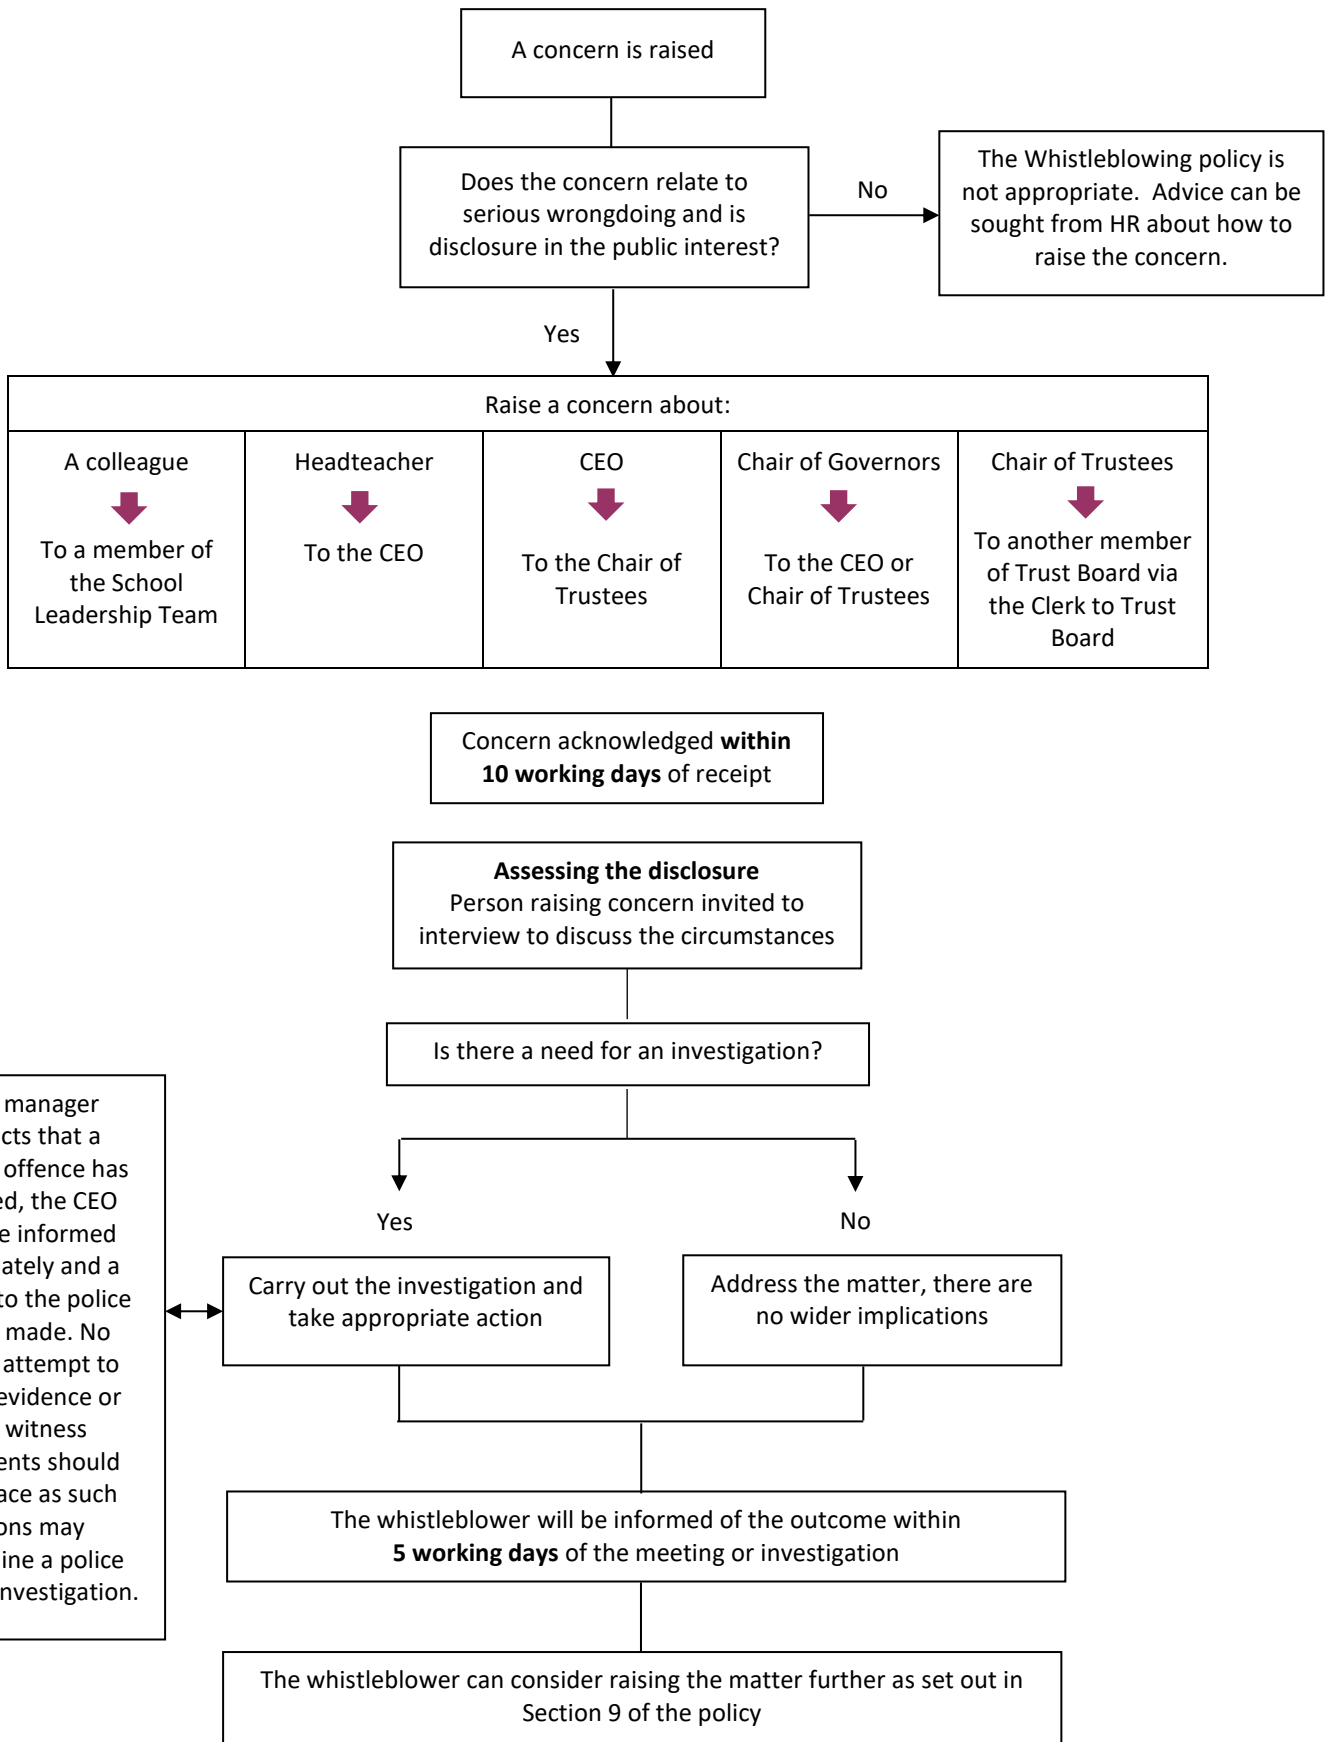 A concern is raised
Does the concern relate to
serious wrongdoing and is
disclosure in the public interest?
No
The Whistleblowing policy is
not appropriate.  Advice can be
sought from HR about how to
raise the concern.
Yes
Raise a concern about:
A colleague
To a member of
the School
Leadership Team
Headteacher
To the CEO
CEO
To the Chair of
Trustees
Chair of Governors
To the CEO or
Chair of Trustees
Chair of Trustees
To another member
of Trust Board via
the Clerk to Trust
Board
Concern acknowledged within
10 working days of receipt
Assessing the disclosure
Person raising concern invited to
interview to discuss the circumstances
Is there a need for an investigation?
Yes
No
manager
that a
offence has
the CEO
informed
and a
to the police
made. No
attempt to
evidence or
witness
should
as such
may
a police
investigation.
Carry out the investigation and
take appropriate action
Address the matter, there are
no wider implications
The whistleblower will be informed of the outcome within
5 working days of the meeting or investigation
The whistleblower can consider raising the matter further as set out in
Section 9 of the policy